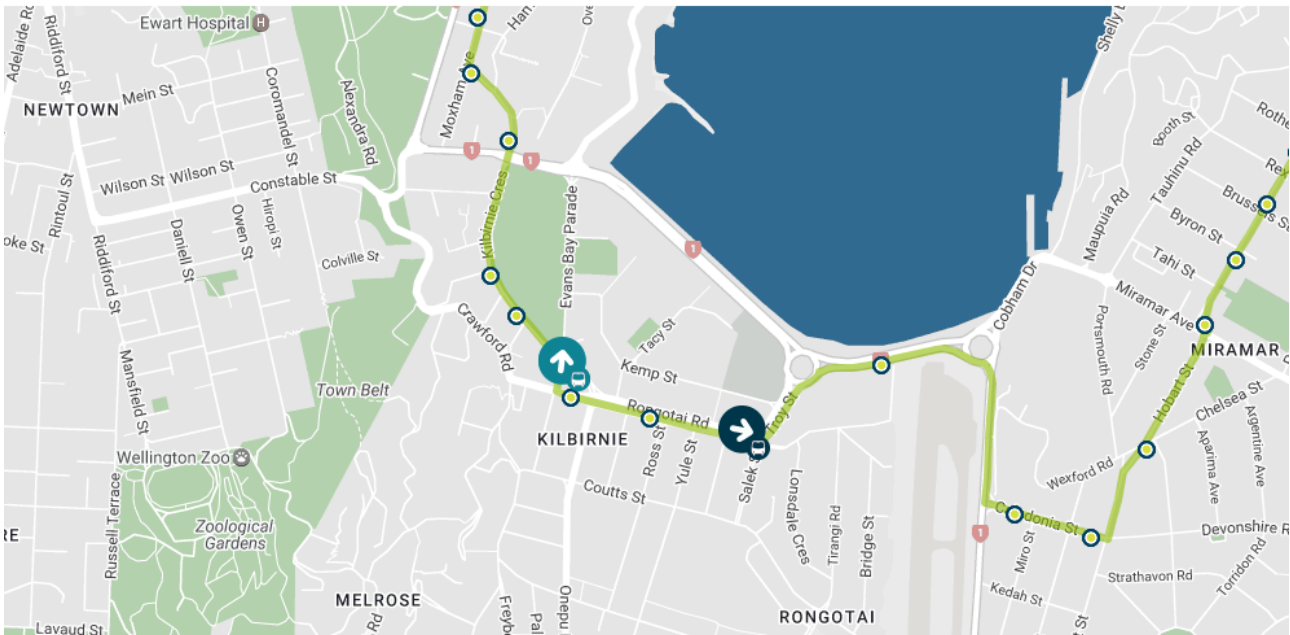 Ewart Hospital
H
Adelaide Rd
Riddiford St
Moxham Ave
Shelly
Mein St
Coromandel St
Alexandra Rd
NEWTOWN
1
1
Booth St
Tauhinu Rd
Wilson St
Wilson St
Constable St
Rintoul St
Brussels St
Maupuia Rd
Byron St
Hiropi St
Owen St
Daniell St
Riddiford St
Kilbirnie Cres
Evans Bay Parade
1
Tahi St
Colville St
Cobham Dr
Miramar Ave
Crawford Rd
Tacy St
Portsmouth Rd
Stone St
MIRAMAR
Mansfield St
Kemp St
Town Belt
Hobart St
Chelsea St
Rongotai Rd
Troy St
Argentine Ave
KILBIRNIE
Aparima Ave
Ross St
Yule St
Wellington Zoo
Salek St
Wexford Rd
Coutts St
Lonsdale Cres
Russell Terrace
Zoological
Gardens
Tirangi Rd
Bridge St
1
Caledonia St
Devonshire R
Miro St
Torridon Rd
Strathavon Rd
MELROSE
Kedah St
RONGOTAI
Onepu
Lavaud St
Rd